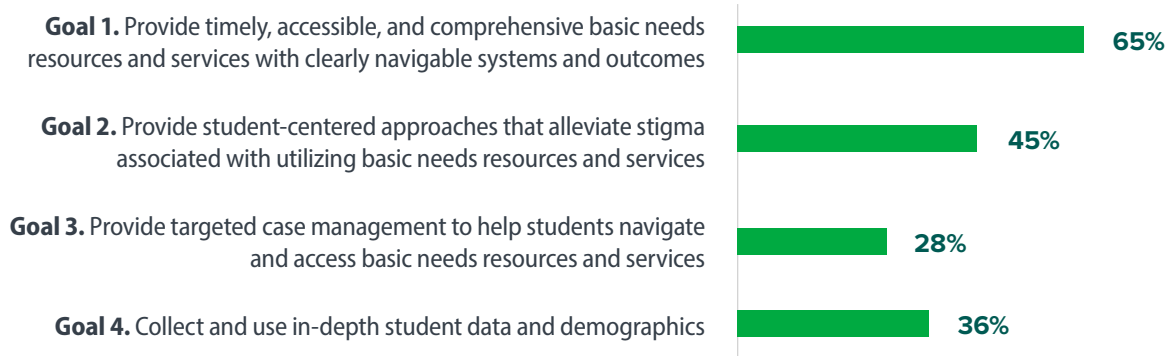 Goal 1. Provide timely, accessible, and comprehensive basic needs
resources and services with clearly navigable systems and outcomes
65%
Goal 2. Provide student-centered approaches that alleviate stigma
associated with utilizing basic needs resources and services
45%
Goal 3. Provide targeted case management to help students navigate
and access basic needs resources and services
28%
Goal 4. Collect and use in-depth student data and demographics
36%